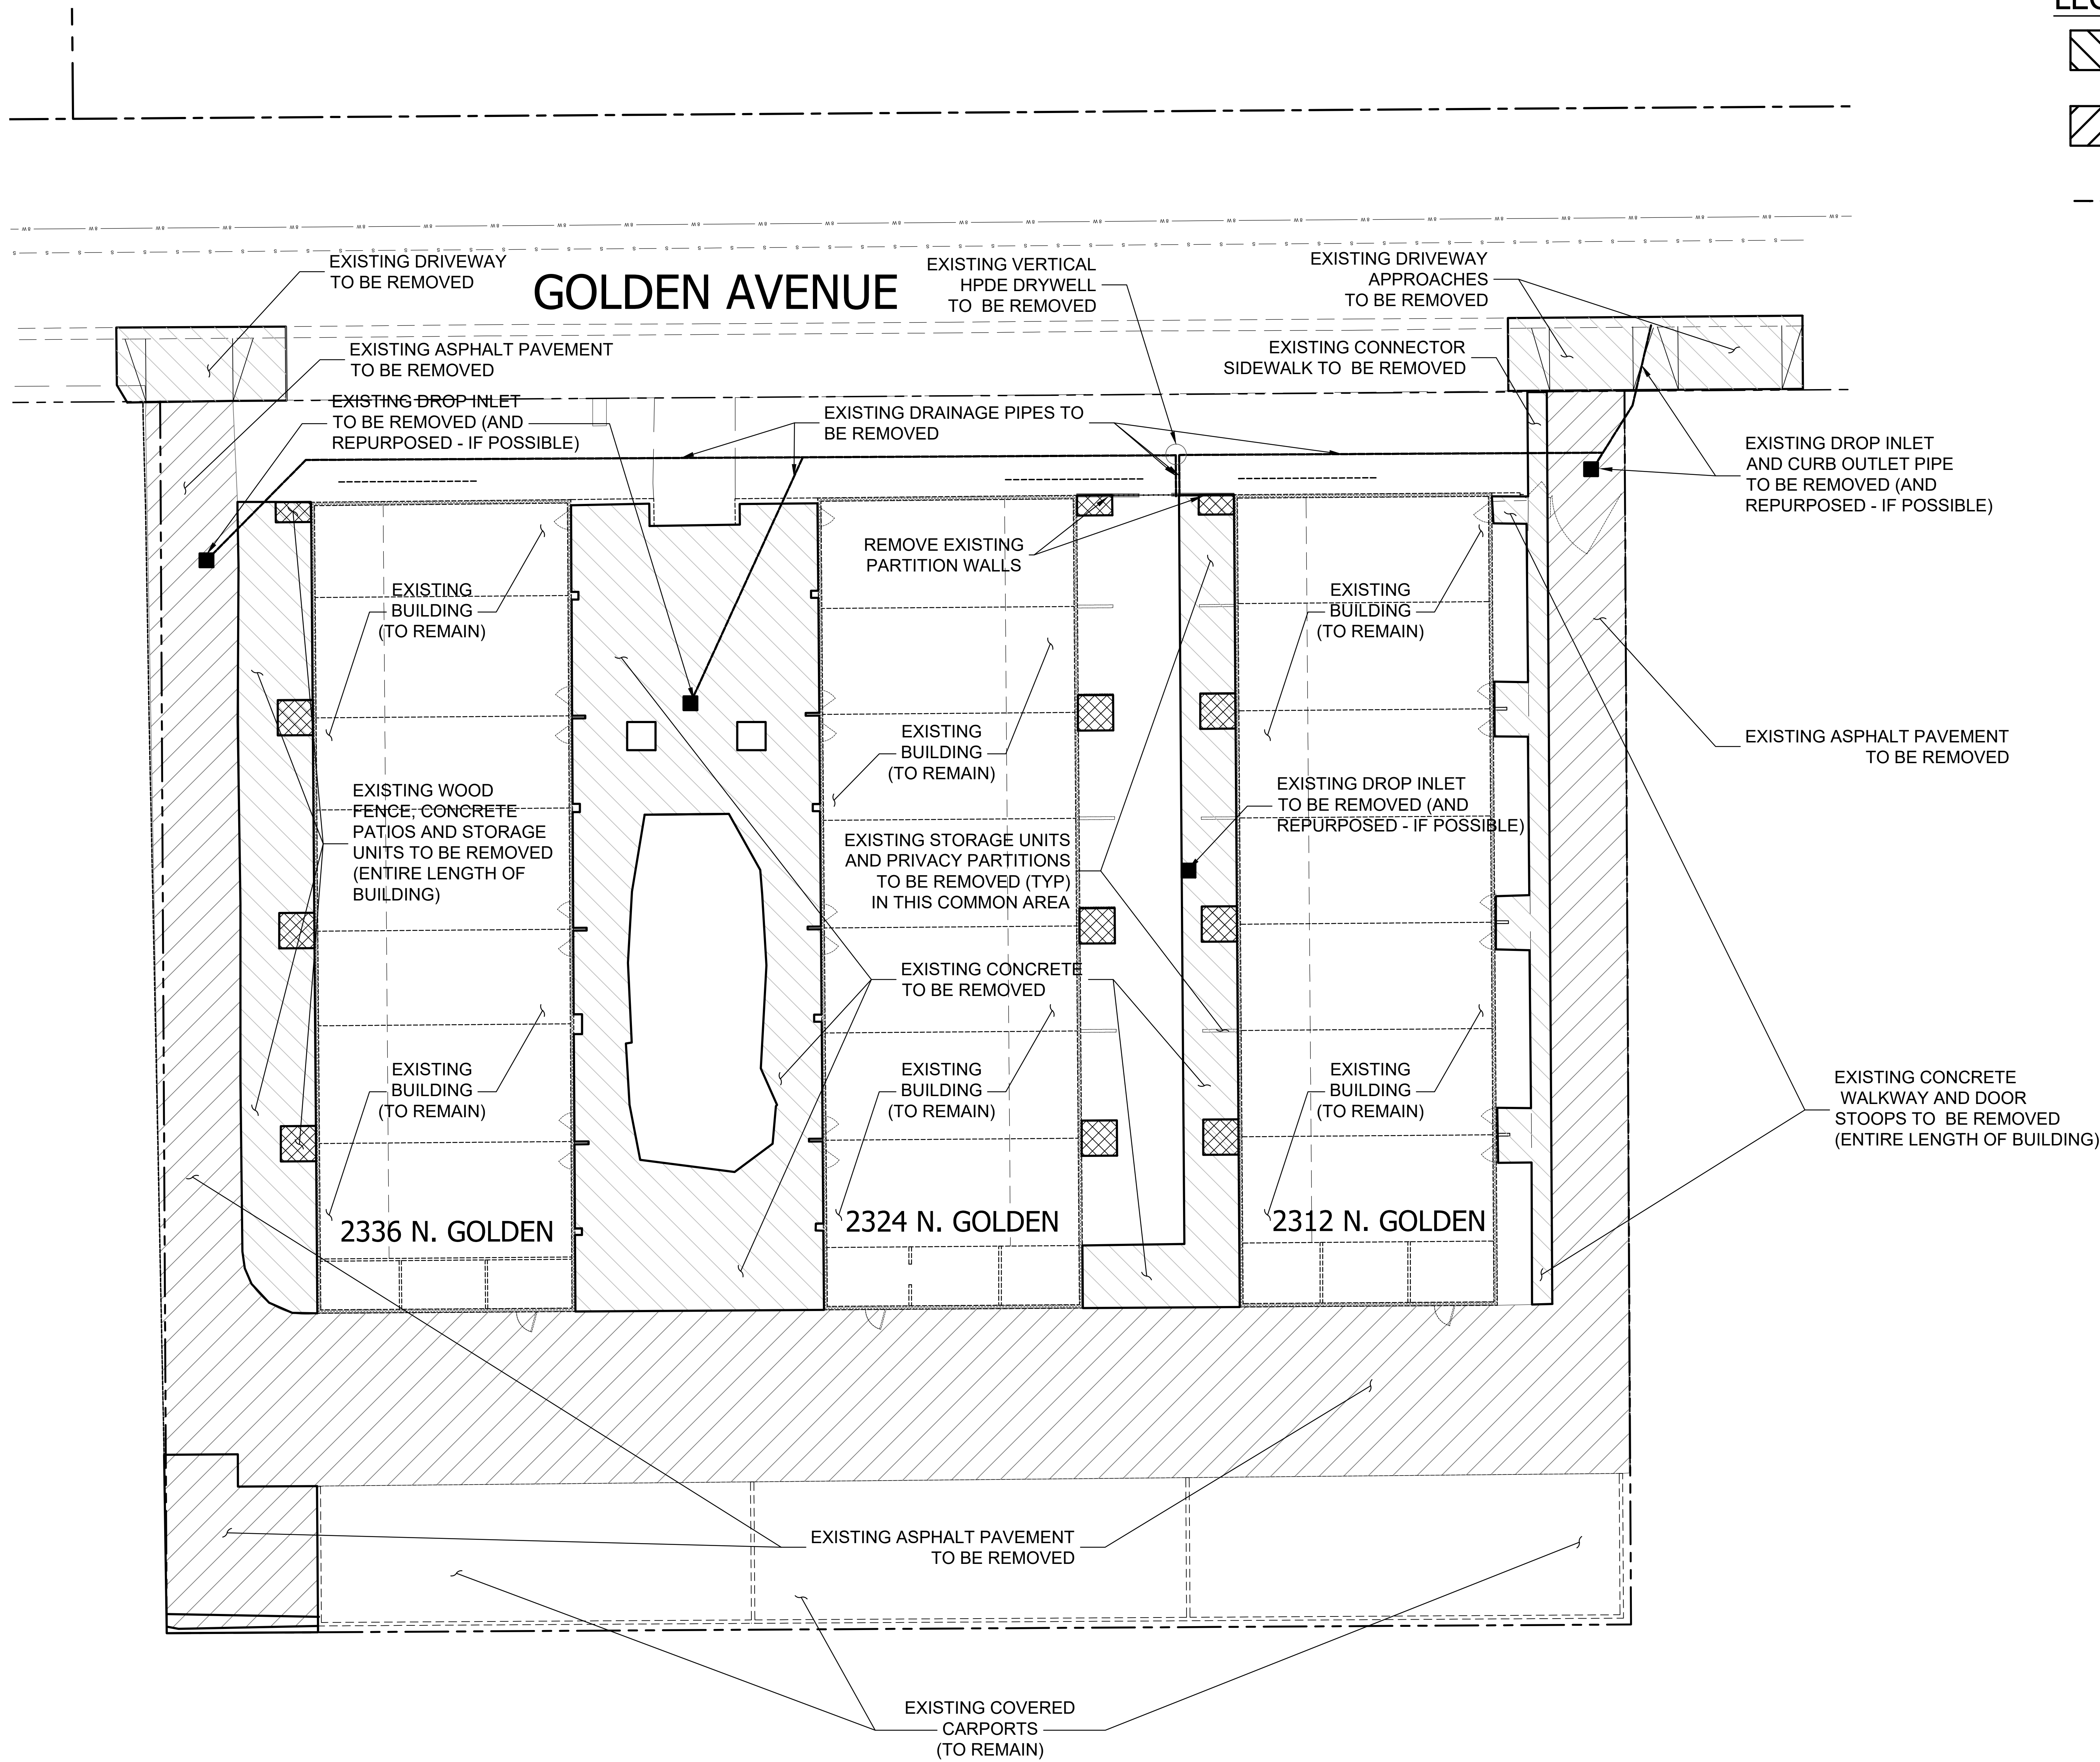 EXISTING DRIVEWAY
TO BE REMOVED
GOLDEN AVENUE
EXISTING VERTICAL
HPDE DRYWELL
TO BE REMOVED
EXISTING DRIVEWAY
APPROACHES
TO BE REMOVED
EXISTING ASPHALT PAVEMENT
TO BE REMOVED
EXISTING CONNECTOR
SIDEWALK TO BE REMOVED
EXISTING DROP INLET
TO BE REMOVED (AND
REPURPOSED - IF POSSIBLE)
EXISTING DRAINAGE PIPES TO
BE REMOVED
EXISTING DROP INLET
AND CURB OUTLET PIPE
TO BE REMOVED (AND
REPURPOSED - IF POSSIBLE)
REMOVE EXISTING
PARTITION WALLS
EXISTING
BUILDING
(TO REMAIN)
EXISTING
BUILDING
(TO REMAIN)
EXISTING
BUILDING
(TO REMAIN)
EXISTING ASPHALT PAVEMENT
TO BE REMOVED
EXISTING WOOD
FENCE, CONCRETE
PATIOS AND STORAGE
UNITS TO BE REMOVED
(ENTIRE LENGTH OF
BUILDING)
EXISTING DROP INLET
TO BE REMOVED (AND
REPURPOSED - IF POSSIBLE)
EXISTING STORAGE UNITS
AND PRIVACY PARTITIONS
TO BE REMOVED (TYP)
IN THIS COMMON AREA
EXISTING CONCRETE
TO BE REMOVED
EXISTING
BUILDING
(TO REMAIN)
EXISTING
BUILDING
(TO REMAIN)
EXISTING
BUILDING
(TO REMAIN)
EXISTING CONCRETE
WALKWAY AND DOOR
STOOPS TO BE REMOVED
(ENTIRE LENGTH OF BUILDING)
2336 N. GOLDEN
2324 N. GOLDEN
2312 N. GOLDEN
EXISTING ASPHALT PAVEMENT
TO BE REMOVED
EXISTING COVERED
CARPORTS
(TO REMAIN)